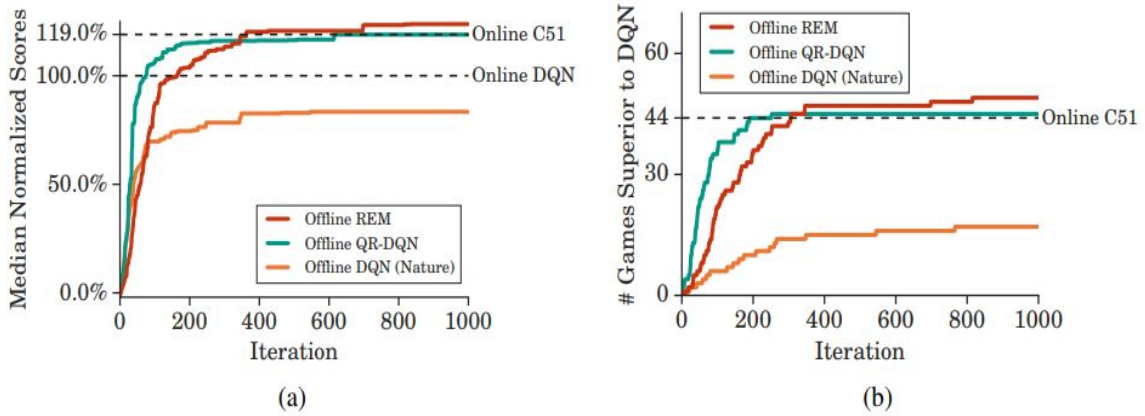 Median Normalized Scores
119.0%
100.0%
50.0%
0.0%
Online C51
Online DQN
Offline REM
Offline QR-DQN
Offline DQN (Nature)
0 200 400 600 800 1000
Iteration
(a)
# Games Superior to DQN
60
44
30
0
Offline REM
Offline QR-DQN
Offline DQN (Nature)
Online C51
0 200 400 600 800 1000
Iteration
(b)